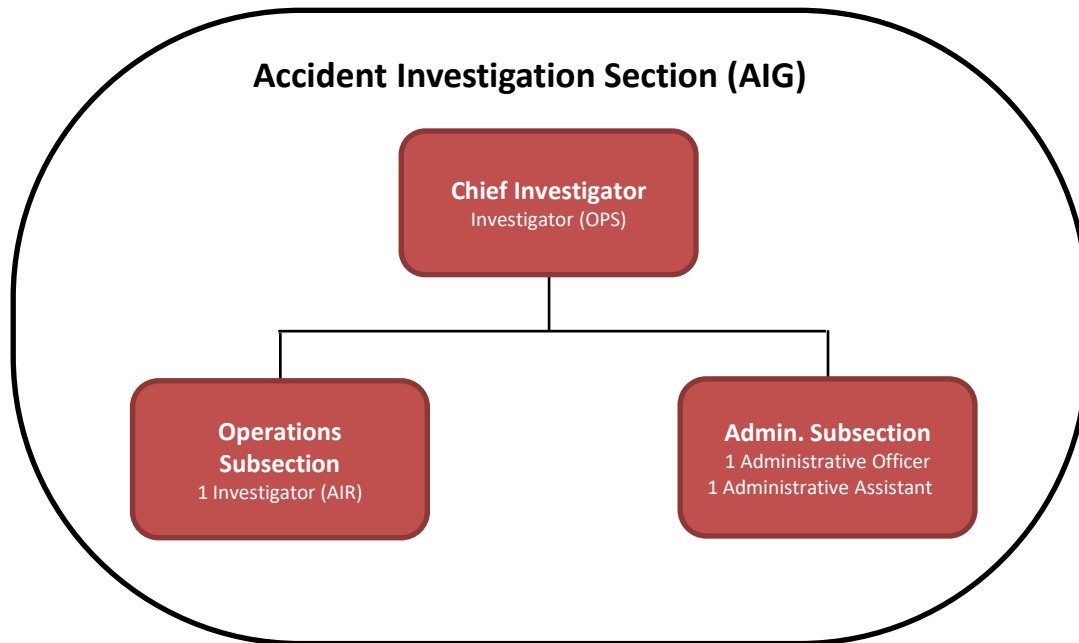 Accident Investigation Section (AIG)
Chief Investigator
Investigator (OPS)
Operations
Subsection
1 Investigator (AIR)
Admin. Subsection
1 Administrative Officer
1 Administrative Assistant